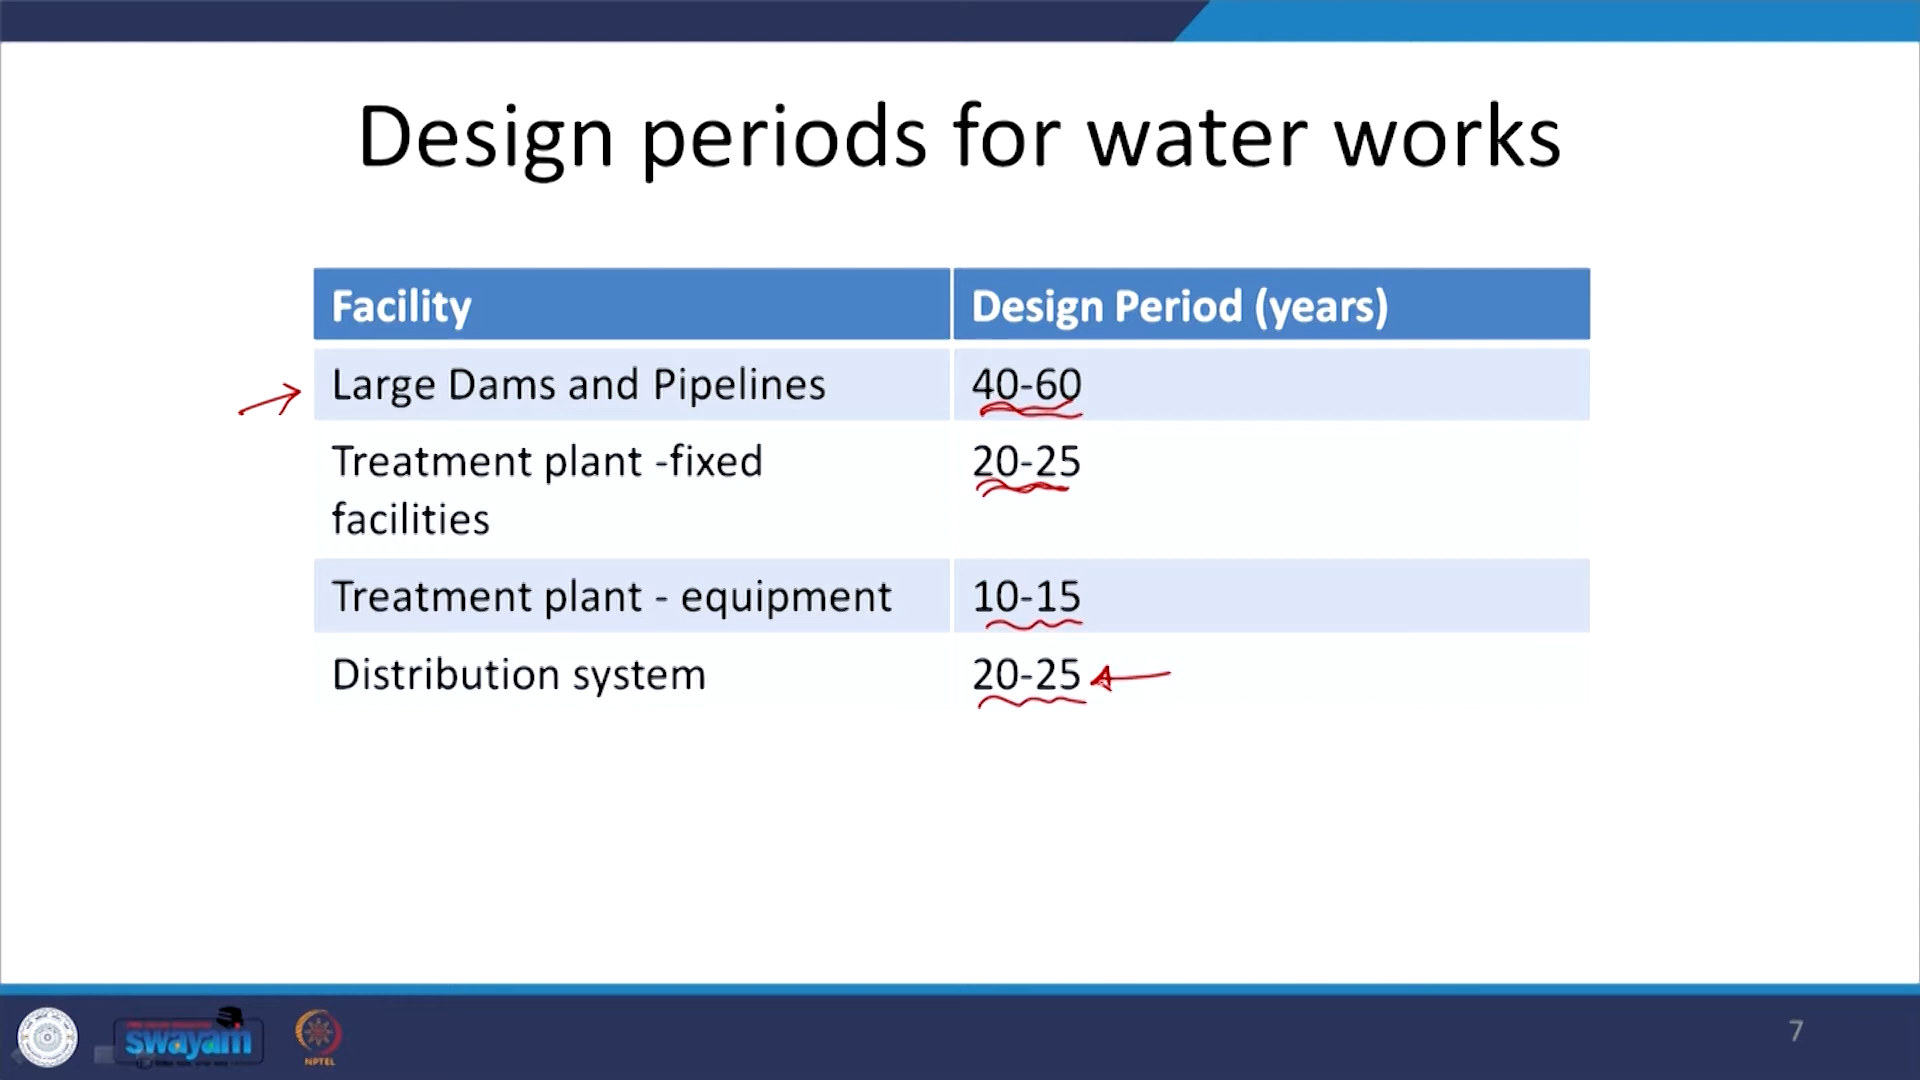 Design periods for water works
Facility Design Period (years)
Large Dams and Pipelines 40-60
Treatment plant -fixed 20-25
facilities
Treatment plant - equipment 10-15
Distribution system 20-25
swayam
NPTEL
7